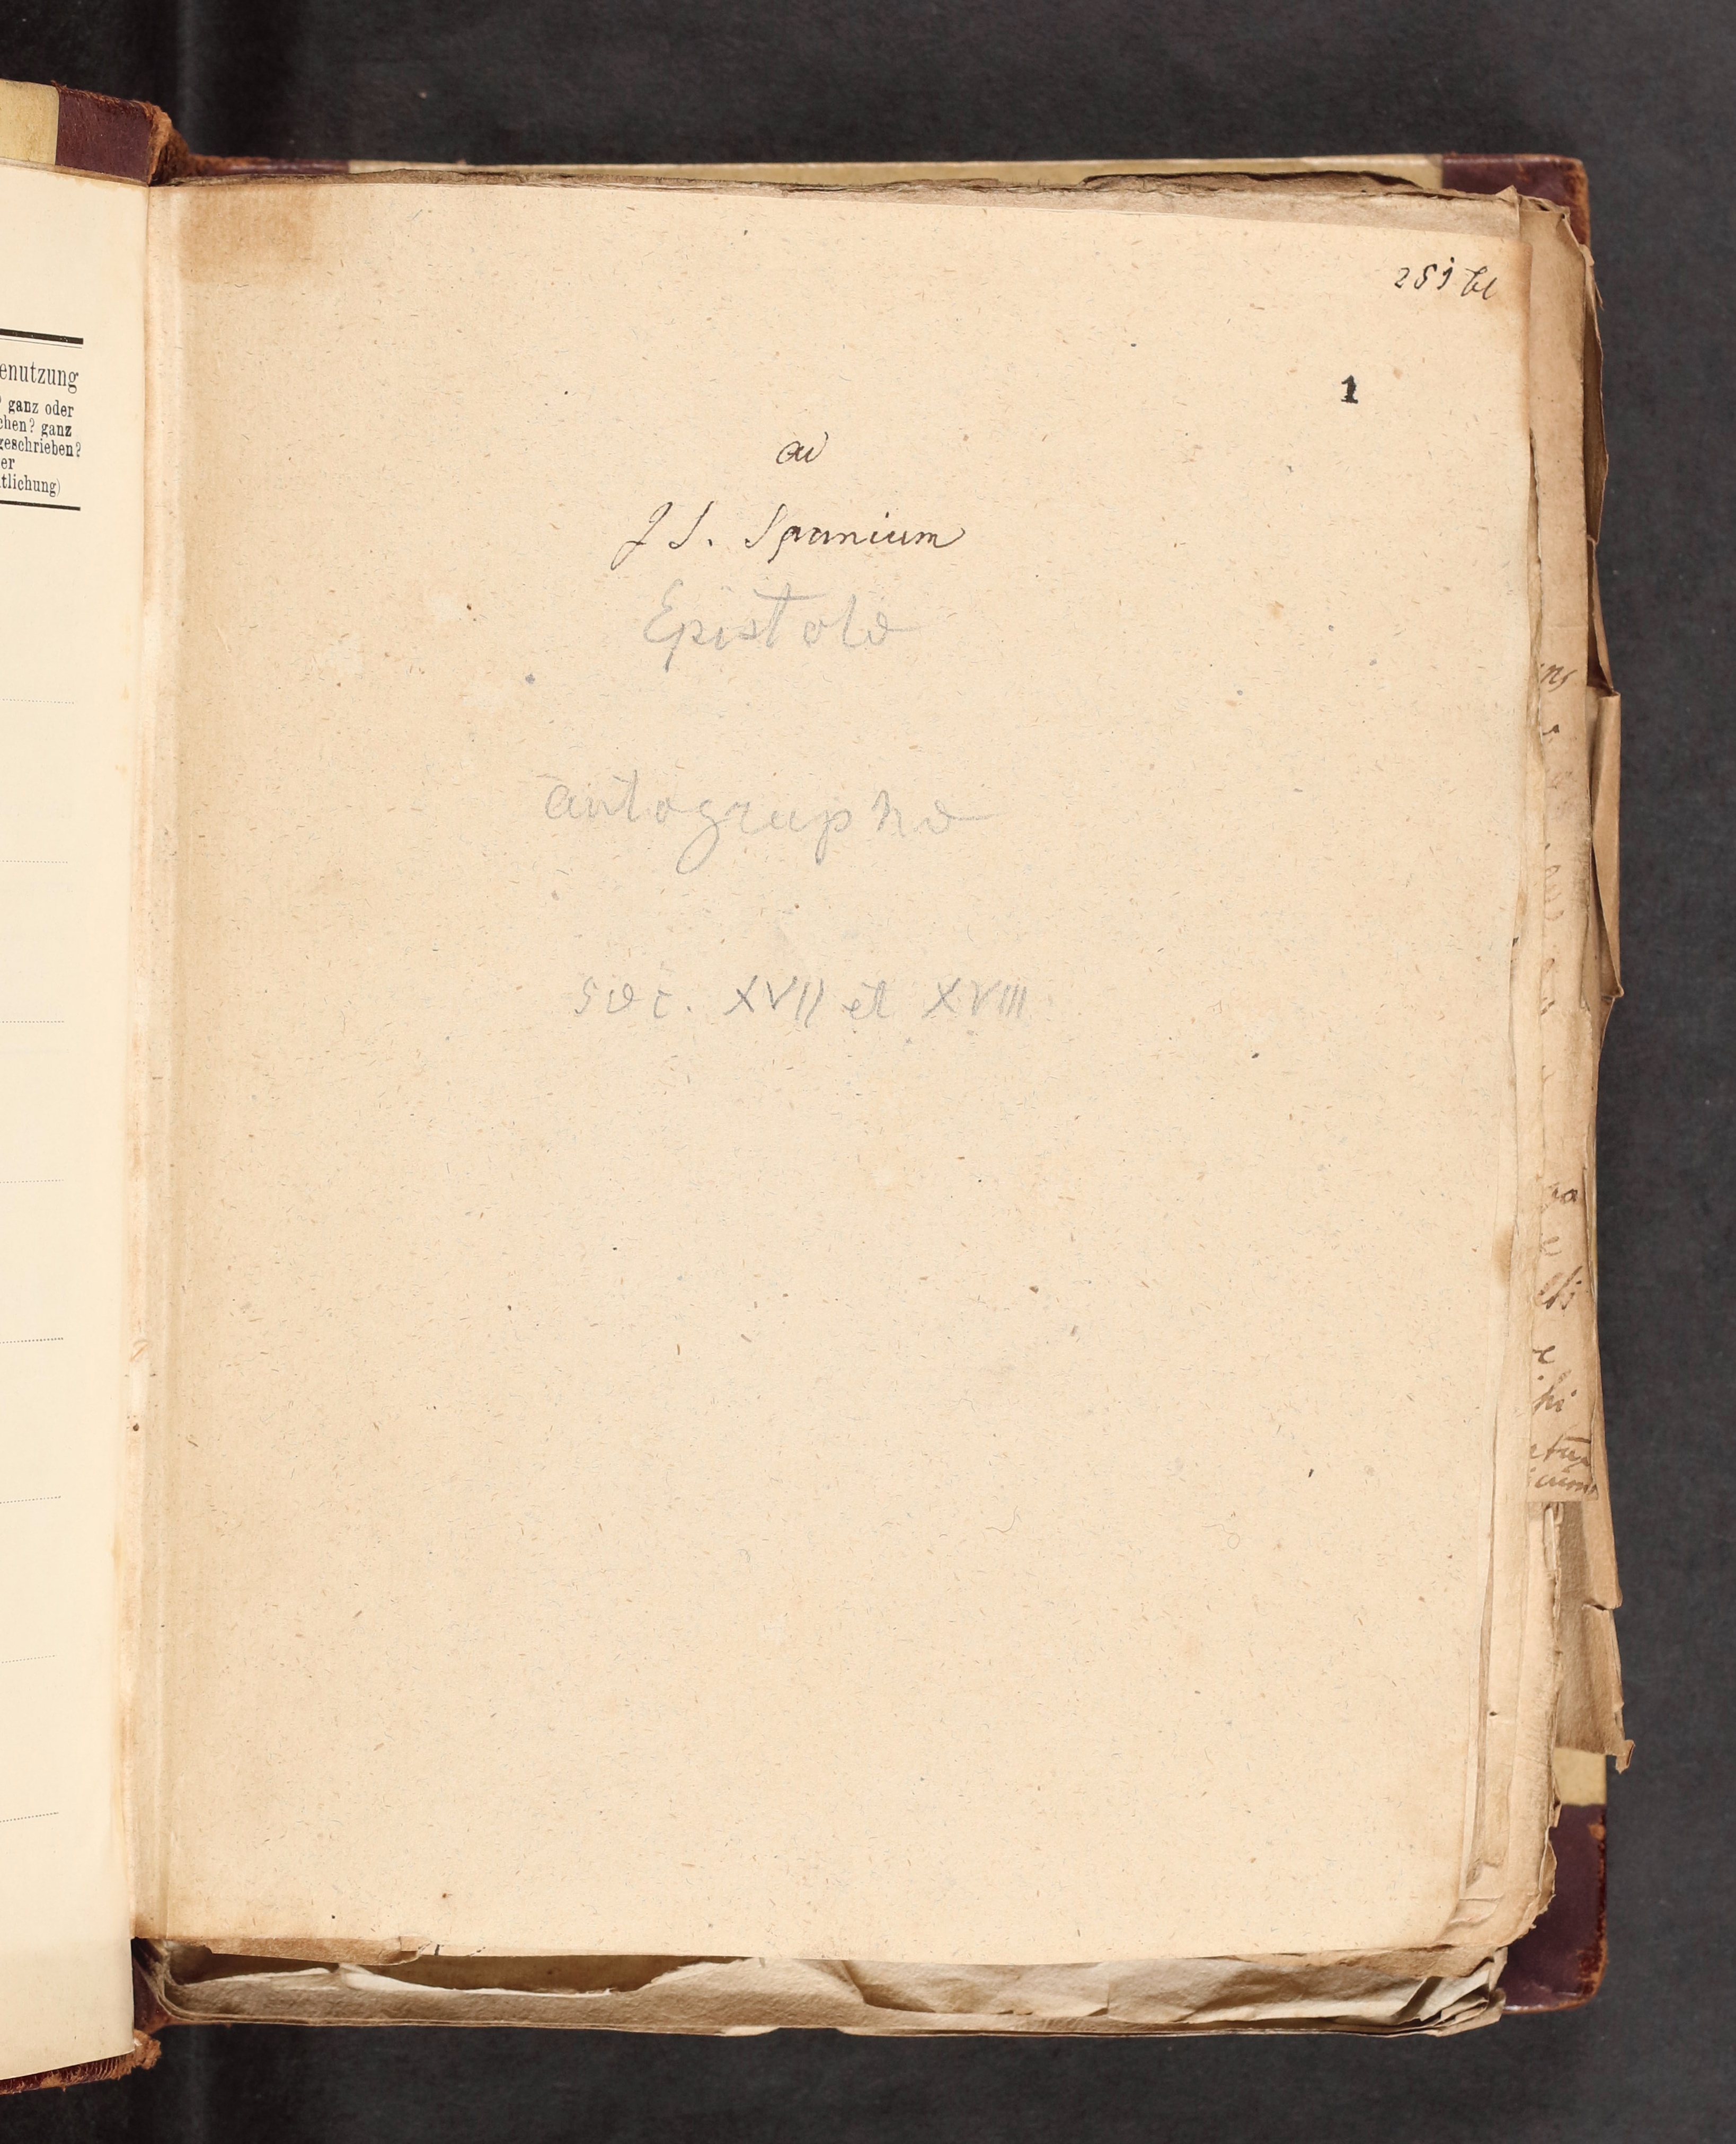 enutzung
ganz oder
chen? ganz
geschrieben?
er
tlichung)
251 Bl
1
ad
J S. Spanium
Epistolæ
autographæ
sæc. XVII et XVIII